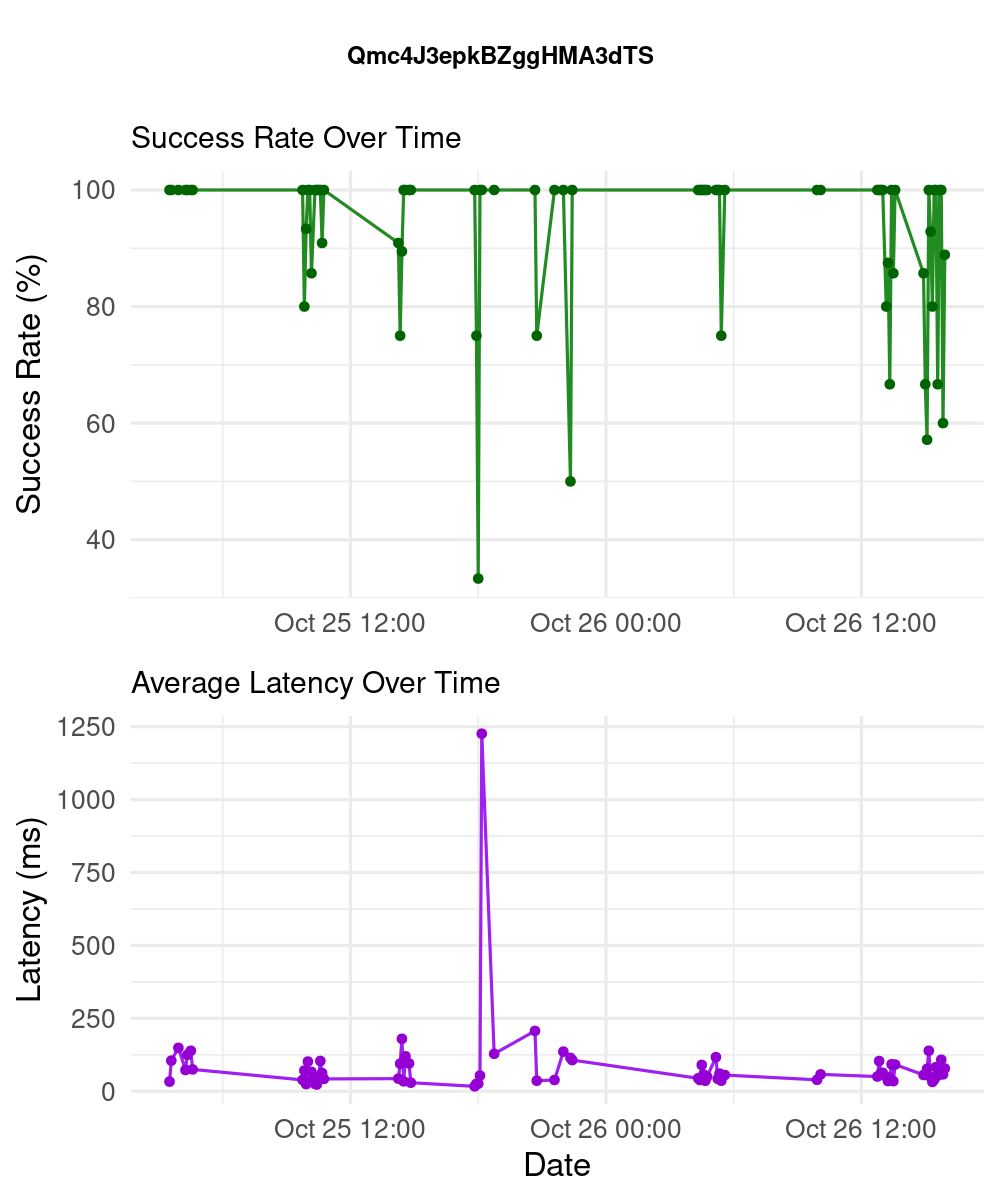 Qmc4J3epkBZggHMA3dTS
Success Rate Over Time
Success Rate (%)
100
80
60
40
Oct 25 12:00 Oct 26 00:00 Oct 26 12:00
Average Latency Over Time
Latency (ms)
1250
1000
750
500
250
0
Oct 25 12:00 Oct 26 00:00 Oct 26 12:00
Date